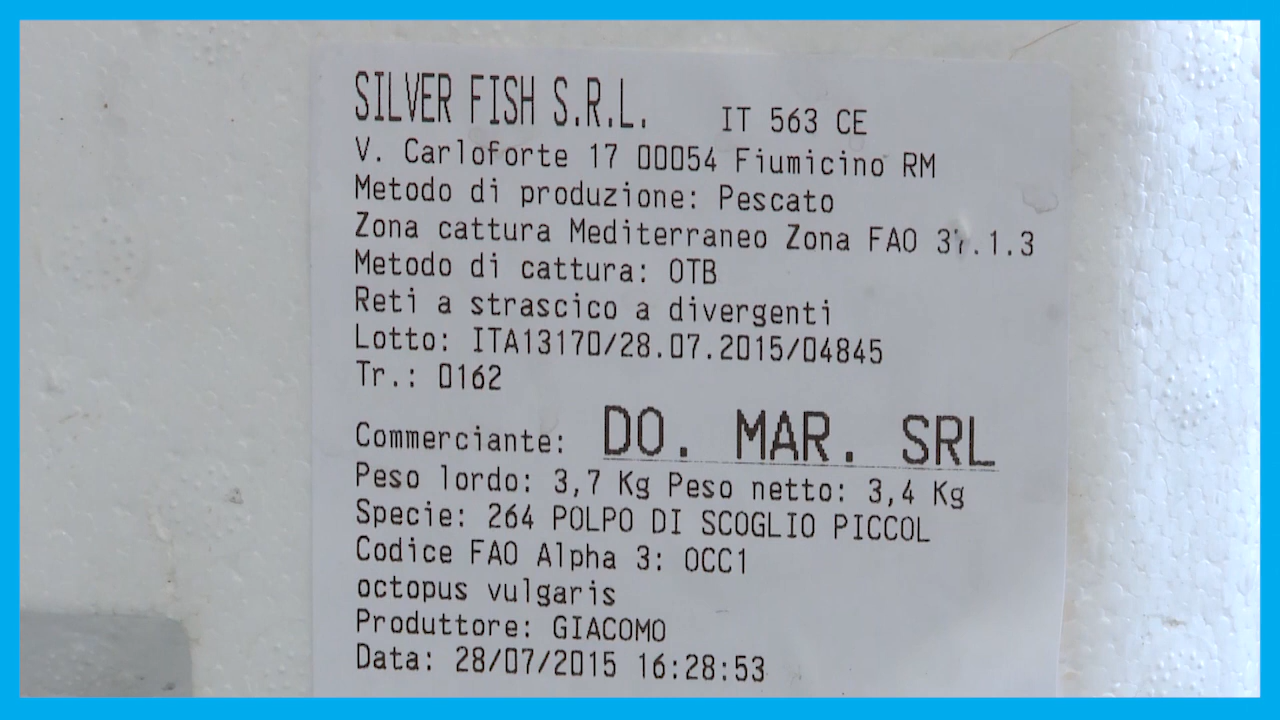 SILVER FISH S.R.L. IT 563 CE
V. Carloforte 17 00054 Fiumicino RM
Metodo di produzione: Pescato
Zona cattura Mediterraneo Zona FAO 37.1.3
Metodo di cattura: OTB
Reti a strascico a divergenti
Lotto: ITA13170/28.07.2015/04845
Tr.: 0162
Commerciante: DO. MAR. SRL
Peso lordo: 3,7 Kg Peso netto: 3,4 Kg
Specie: 264 POLPO DI SCOGLIO PICCOL
Codice FAO Alpha 3: OCC1
octopus vulgaris
Produttore: GIACOMO
Data: 28/07/2015 16:28:53